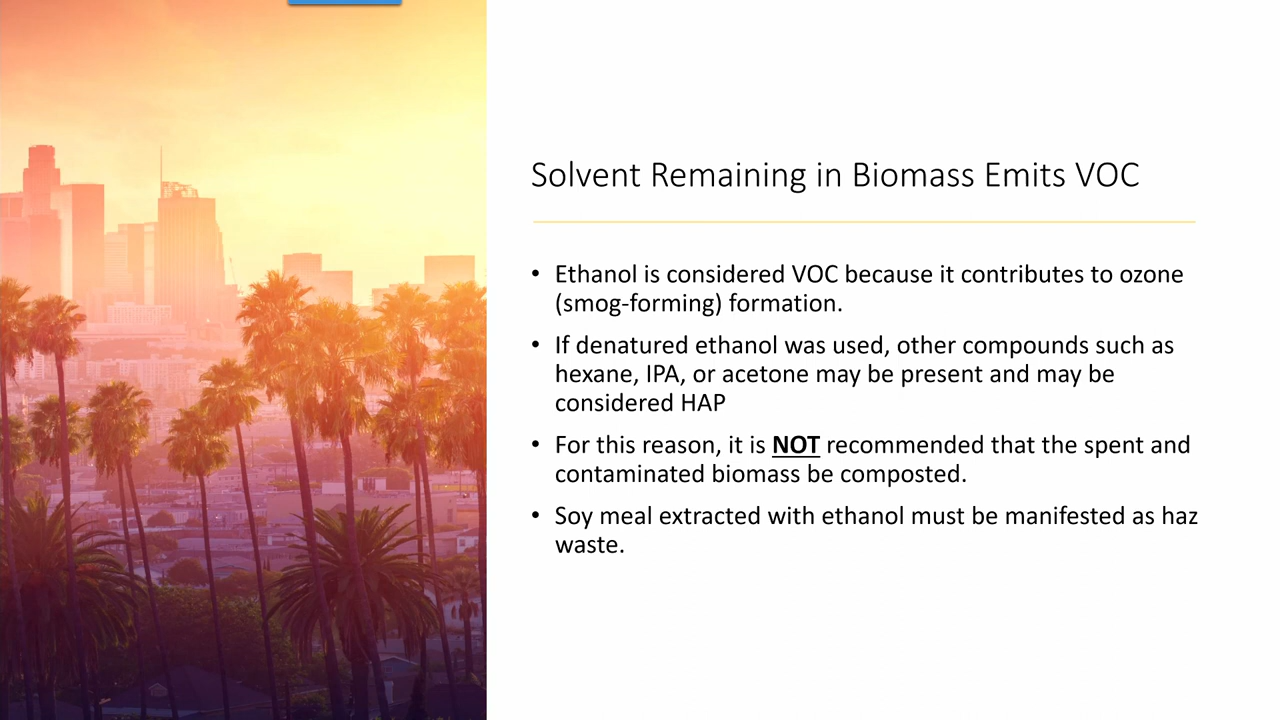 Solvent Remaining in Biomass Emits VOC
• Ethanol is considered VOC because it contributes to ozone
(smog-forming) formation.
• If denatured ethanol was used, other compounds such as
hexane, IPA, or acetone may be present and may be
considered HAP
• For this reason, it is NOT recommended that the spent and
contaminated biomass be composted.
• Soy meal extracted with ethanol must be manifested as haz
waste.